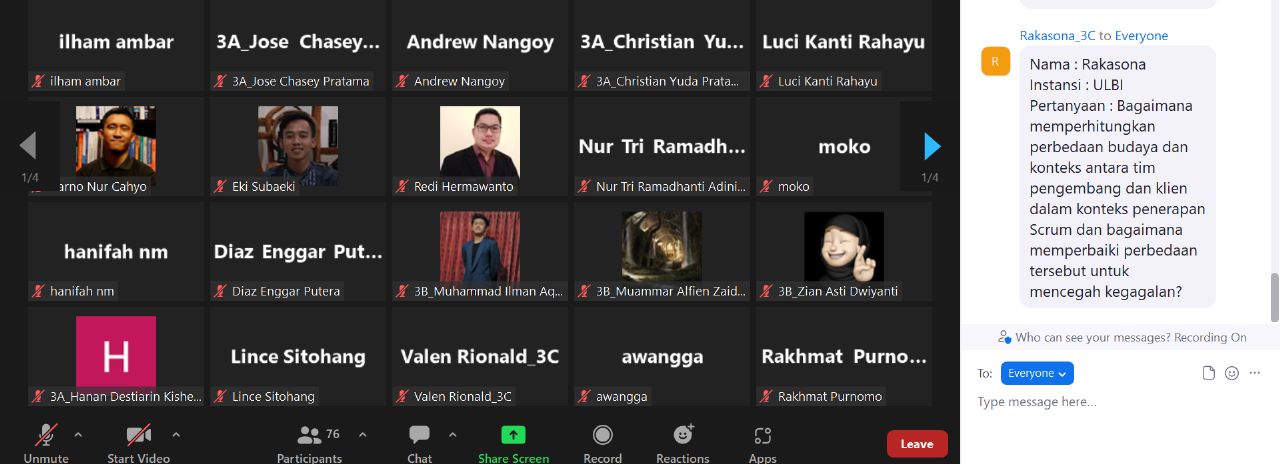 ilham ambar
3A_Jose Chasey...
Andrew Nangoy
3A_Christian Yu...
Luci Kanti Rahayu
ilham ambar
3A_Jose Chasey Pratama
Andrew Nangoy
3A_Christian Yuda Prata...
Luci Kanti Rahayu
Nur Tri Ramadh...
moko
1/4
arno Nur Cahyo
Eki Subaeki
Redi Hermawanto
Nur Tri Ramadhanti Adini...
moko
1/4
hanifah nm
Diaz Enggar Put...
hanifah nm
Diaz Enggar Putera
3B_Muhammad Ilman Aq...
3B_Muammar Alfien Zaid...
3B_Zian Asti Dwiyanti
H
Lince Sitohang
Valen Rionald_3C
awangga
Rakhmat Purno...
3A_Hanan Destiarin Kishe...
Lince Sitohang
Valen Rionald_3C
awangga
Rakhmat Purnomo
Unmute
Start Video
76
Participants
Chat
Share Screen
Record
Reactions
Apps
Leave
Rakasona_3C to Everyone
R
Nama : Rakasona
Instansi : ULBI
Pertanyaan : Bagaimana
memperhitungkan
perbedaan budaya dan
konteks antara tim
pengembang dan klien
dalam konteks penerapan
Scrum dan bagaimana
memperbaiki perbedaan
tersebut untuk
mencegah kegagalan?
Who can see your messages? Recording On
To: Everyone
Type message here...